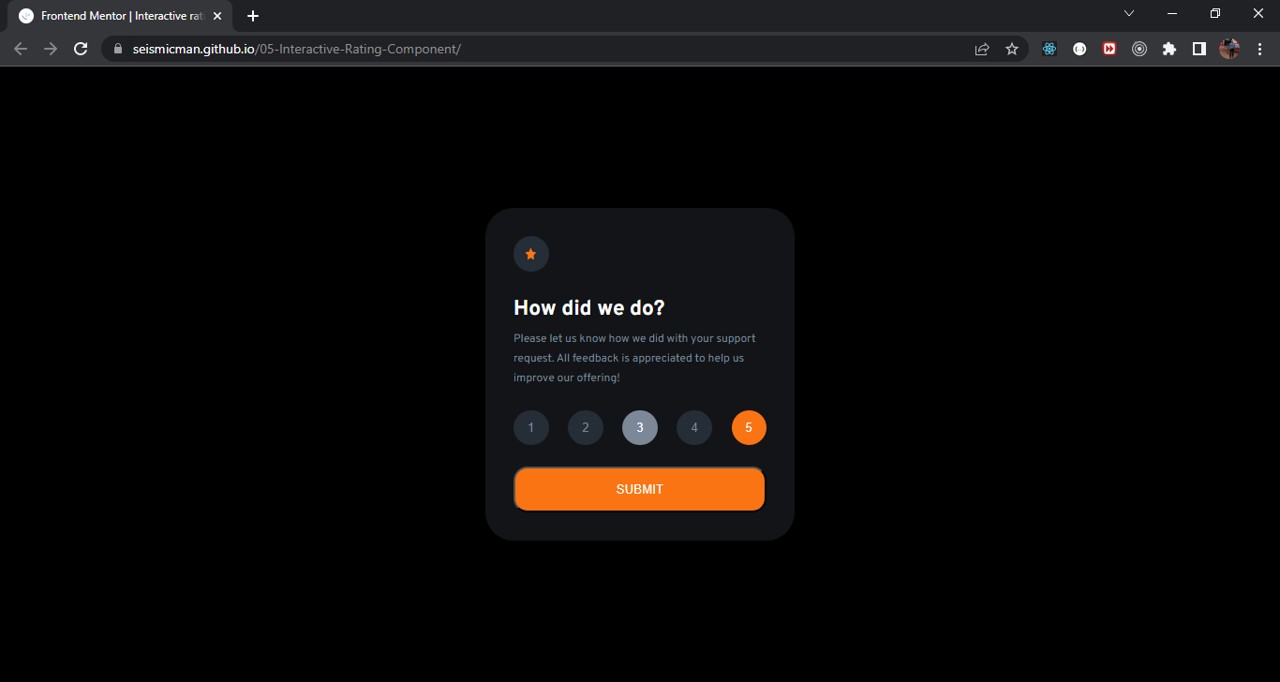 Frontend Mentor | Interactive rati
seismicman.github.io/05-Interactive-Rating-Component/
How did we do?
Please let us know how we did with your support
request. All feedback is appreciated to help us
improve our offering!
1 2 3 4 5
SUBMIT